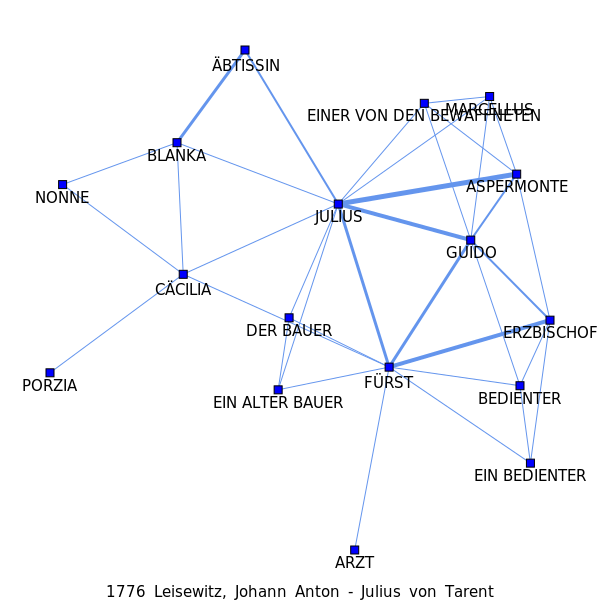 ÄBTISSIN
MARCELLUS
EINER VON DEN BEWAFFNETEN
BLANKA
ASPERMONTE
NONNE
JULIUS
GUIDO
CÄCILIA
DER BAUER
ERZBISCHOF
PORZIA
FÜRST
BEDIENTER
EIN ALTER BAUER
EIN BEDIENTER
ARZT
1776 Leisewitz, Johann Anton - Julius von Tarent